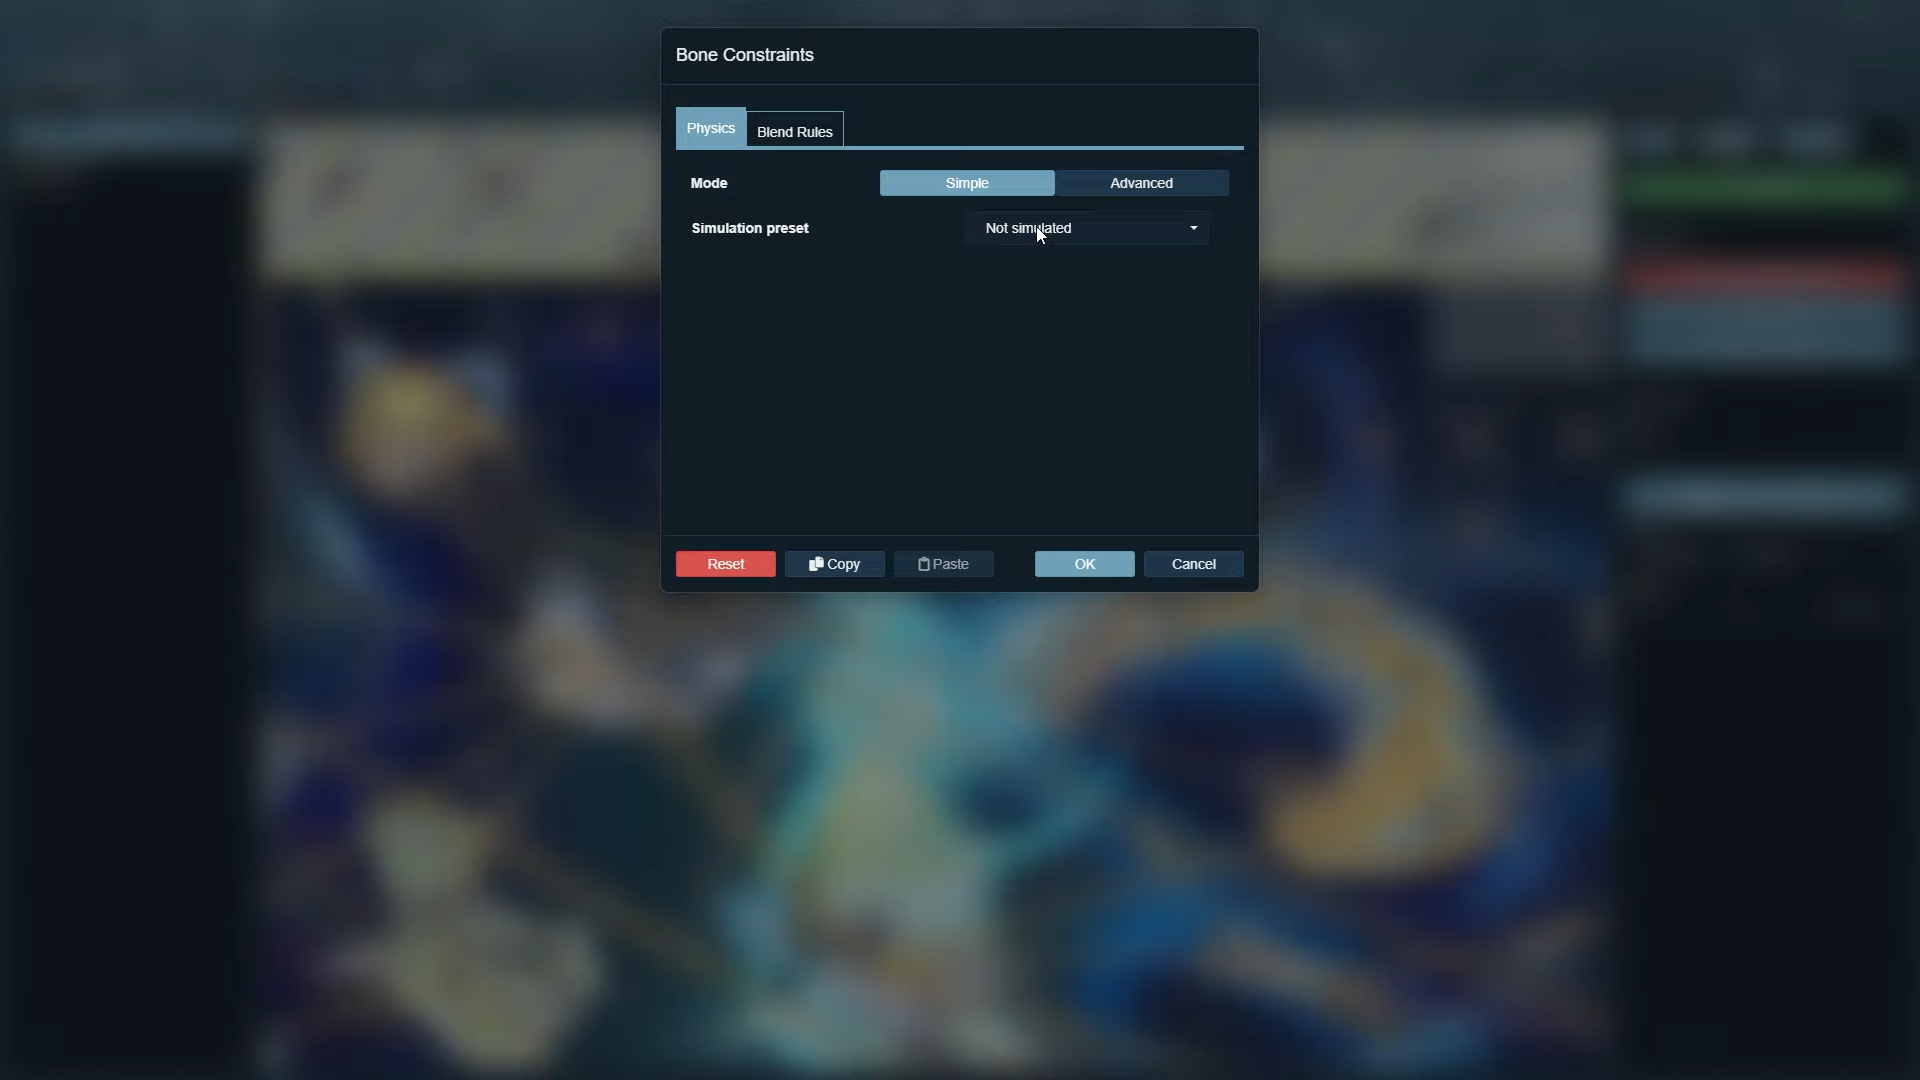 Bone Constraints
Physics
Blend Rules
Mode
Simple
Advanced
Simulation preset
Not simulated
Reset
Copy
Paste
OK
Cancel